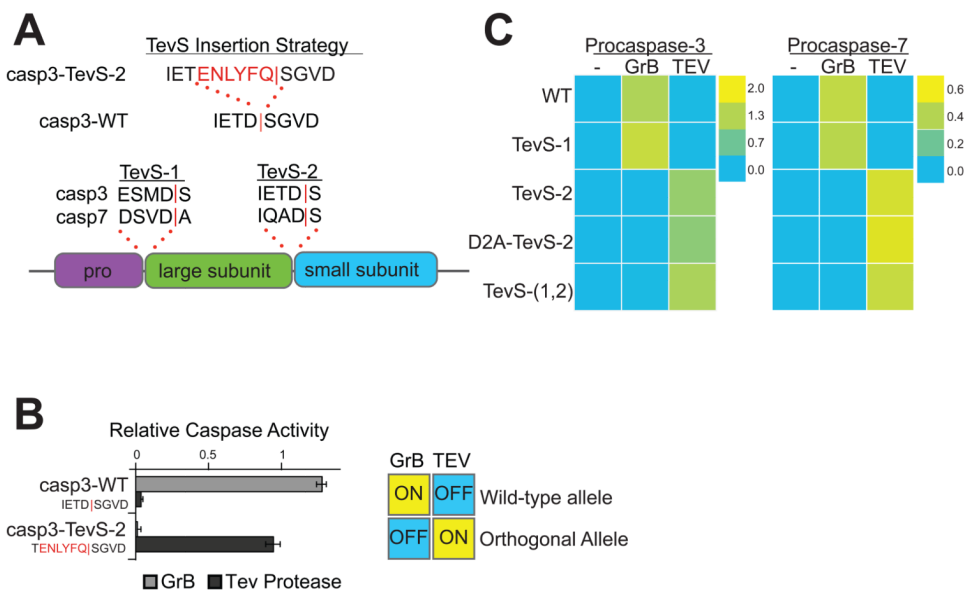 A
TevS Insertion Strategy
casp3-TevS-2 IETENLYFQ|SGVD
casp3-WT IETD|SGVD
TevS-1 TevS-2
casp3 ESMD|S IETD|S
casp7 DSVD|A IQAD|S
pro large subunit small subunit
B
Relative Caspase Activity
0 0.5 1
casp3-WT
IETD|SGVD
casp3-TevS-2
TENLYFQ|SGVD
GrB Tev Protease
GrB TEV
ON OFF Wild-type allele
OFF ON Orthogonal Allele
C
Procaspase-3 Procaspase-7
- GrB TEV - GrB TEV
WT
TevS-1
TevS-2
D2A-TevS-2
TevS-(1,2)
2.0
1.3
0.7
0.0
0.6
0.4
0.2
0.0